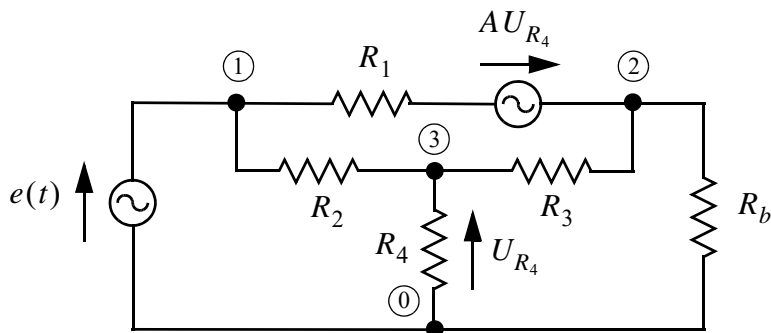 AU_{R_4}
① R_1 ②
③
e(t) R_2 R_3 R_b
R_4 U_{R_4}
⓪